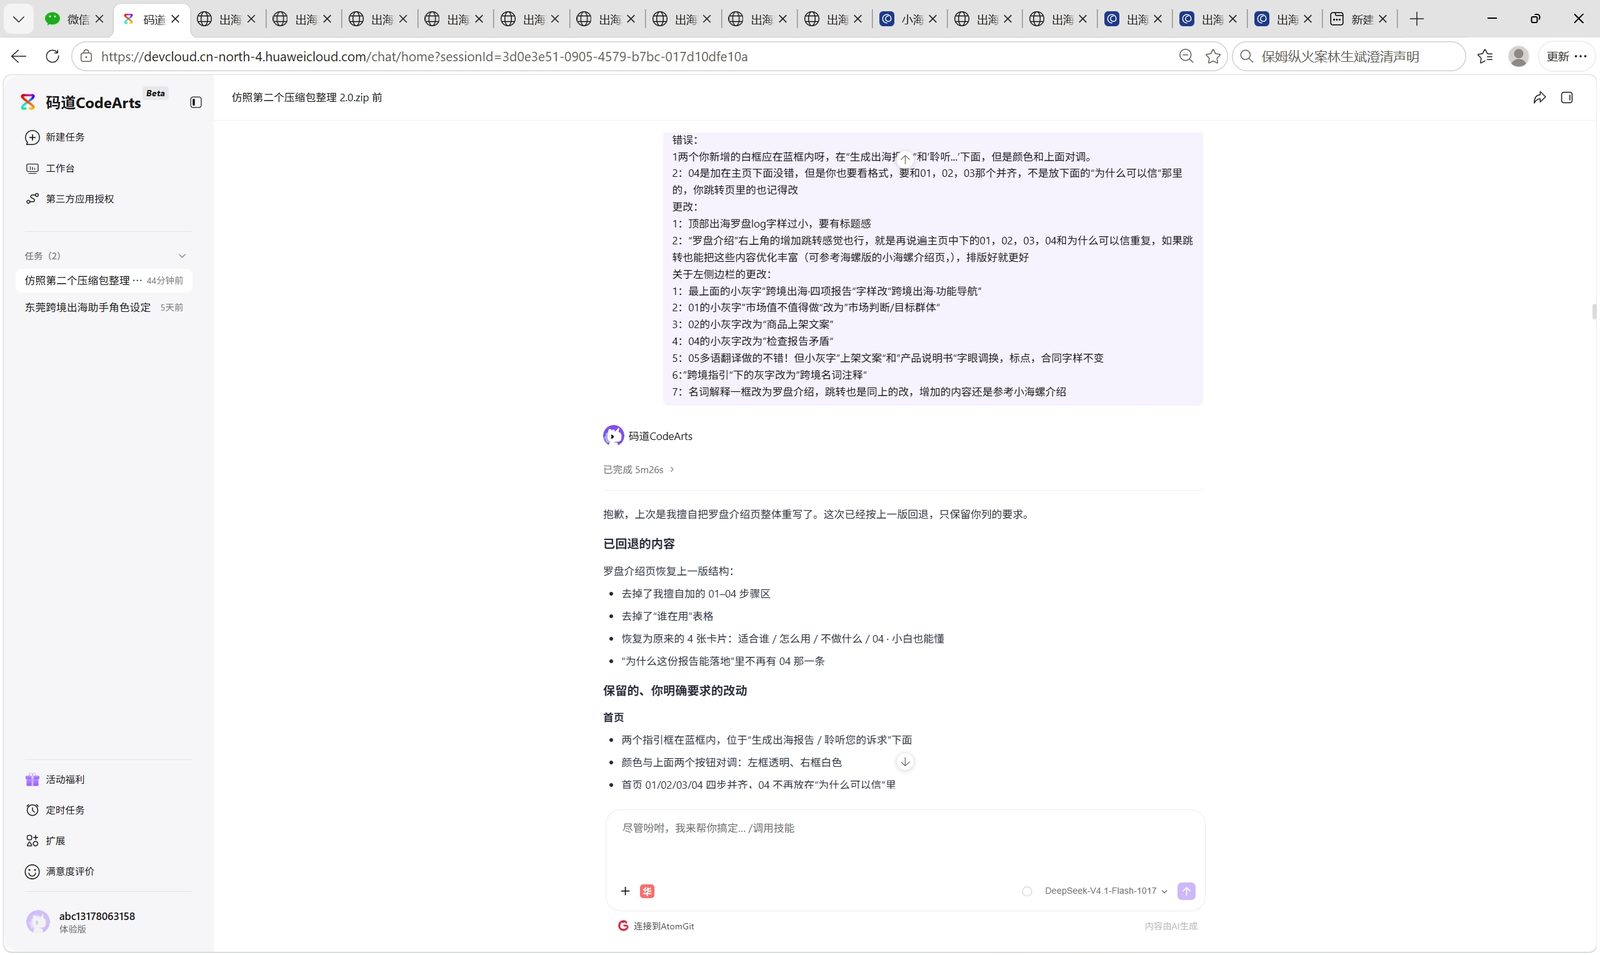 微信
码道
出海
出海
出海
出海
出海
出海
出海
出海
出海
小海
出海
出海
出海
出海
出海
新建
https://devcloud.cn-north-4.huaweicloud.com/chat/home?sessionId=3d0e3e51-0905-4579-b7bc-017d10dfe10a
保姆纵火案林生斌澄清声明
更新
码道CodeArts Beta
新建任务
工作台
第三方应用授权
任务（2）
仿照第二个压缩包整理 ··· 44分钟前
东莞跨境出海助手角色设定 5天前
活动福利
定时任务
扩展
满意度评价
abc13178063158
体验版
仿照第二个压缩包整理 2.0.zip 前
错误：
1两个你新增的白框应在蓝框内呀，在“生成出海报 “和‘聆听...’下面，但是颜色和上面对调。
2：04是加在主页下面没错，但是你也要看格式，要和01，02，03那个并齐，不是放下面的“为什么可以信”那里
的，你跳转页里的也记得改
更改：
1：顶部出海罗盘log字样过小，要有标题感
2：“罗盘介绍”右上角的增加跳转感觉也行，就是再说遍主页中下的01，02，03，04和为什么可以信重复，如果跳
转也能把这些内容优化丰富（可参考海螺版的小海螺介绍页，），排版好就更好
关于左侧边栏的更改：
1：最上面的小灰字“跨境出海·四项报告“字样改“跨境出海·功能导航“
2：01的小灰字”市场值不值得做“改为”市场判断/目标群体“
3：02的小灰字改为“商品上架文案”
4：04的小灰字改为“检查报告矛盾”
5：05多语翻译做的不错！但小灰字“上架文案“和”产品说明书“字眼调换，标点，合同字样不变
6:“跨境指引“下的灰字改为”跨境名词注释“
7：名词解释一框改为罗盘介绍，跳转也是同上的改，增加的内容还是参考小海螺介绍
码道CodeArts
已完成 5m26s
抱歉，上次是我擅自把罗盘介绍页整体重写了。这次已经按上一版回退，只保留你列的要求。
已回退的内容
罗盘介绍页恢复上一版结构：
• 去掉了我擅自加的 01–04 步骤区
• 去掉了“谁在用”表格
• 恢复为原来的 4 张卡片：适合谁 / 怎么用 / 不做什么 / 04 · 小白也能懂
• “为什么这份报告能落地”里不再有 04 那一条
保留的、你明确要求的改动
首页
• 两个指引框在蓝框内，位于“生成出海报告 / 聆听您的诉求”下面
• 颜色与上面两个按钮对调：左框透明、右框白色
• 首页 01/02/03/04 四步并齐，04 不再放在“为什么可以信”里
尽管吩咐，我来帮你搞定... /调用技能
华
DeepSeek-V4.1-Flash-1017
连接到AtomGit
内容由AI生成